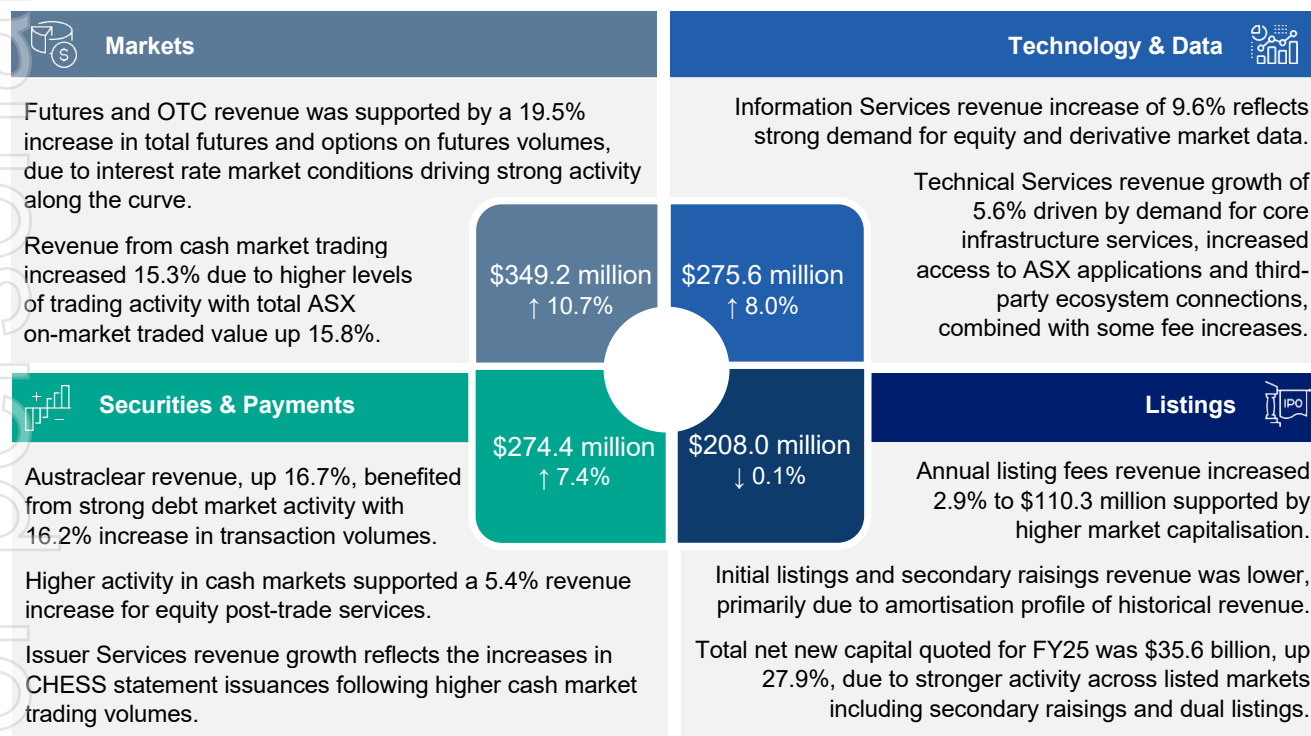 Markets
Futures and OTC revenue was supported by a 19.5%
increase in total futures and options on futures volumes,
due to interest rate market conditions driving strong activity
along the curve.
Revenue from cash market trading
increased 15.3% due to higher levels
of trading activity with total ASX
on-market traded value up 15.8%.
$349.2 million
↑ 10.7%
Technology & Data
Information Services revenue increase of 9.6% reflects
strong demand for equity and derivative market data.
Technical Services revenue growth of
5.6% driven by demand for core
infrastructure services, increased
access to ASX applications and third-
party ecosystem connections,
combined with some fee increases.
$275.6 million
↑ 8.0%
Securities & Payments
Austraclear revenue, up 16.7%, benefited
from strong debt market activity with
16.2% increase in transaction volumes.
Higher activity in cash markets supported a 5.4% revenue
increase for equity post-trade services.
Issuer Services revenue growth reflects the increases in
CHESS statement issuances following higher cash market
trading volumes.
$274.4 million
↑ 7.4%
Listings
IPO
Annual listing fees revenue increased
2.9% to $110.3 million supported by
higher market capitalisation.
Initial listings and secondary raisings revenue was lower,
primarily due to amortisation profile of historical revenue.
Total net new capital quoted for FY25 was $35.6 billion, up
27.9%, due to stronger activity across listed markets
including secondary raisings and dual listings.
$208.0 million
↓ 0.1%